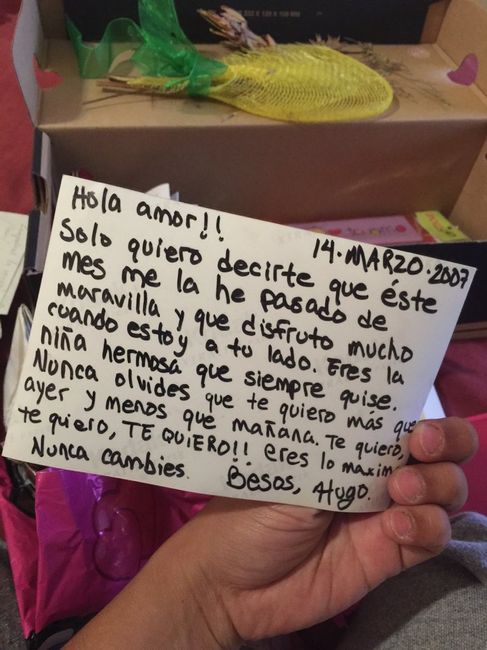 Hola amor!!
14.MARZO.2007
Solo quiero decirte que éste
mes me la he pasado de
maravilla y que disfruto mucho
cuando estoy a tu lado. Eres la
niña hermosa que siempre quise.
Nunca olvides que te quiero más que
ayer y menos que mañana. Te quiero,
te quiero, TE QUIERO!! eres lo maxim
Nunca cambies. Besos, Hugo.